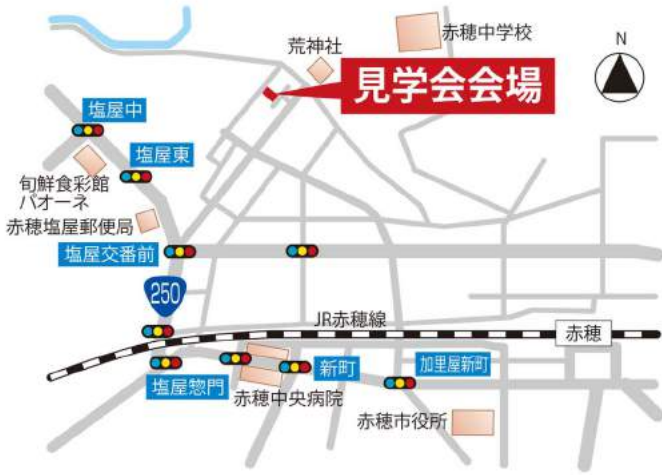 赤穂中学校
荒神社
N
見学会会場
塩屋中
塩屋東
旬鮮食彩館
パオーネ
赤穂塩屋郵便局
塩屋交番前
250
JR赤穂線
赤穂
新町
加里屋新町
塩屋惣門
赤穂中央病院
赤穂市役所